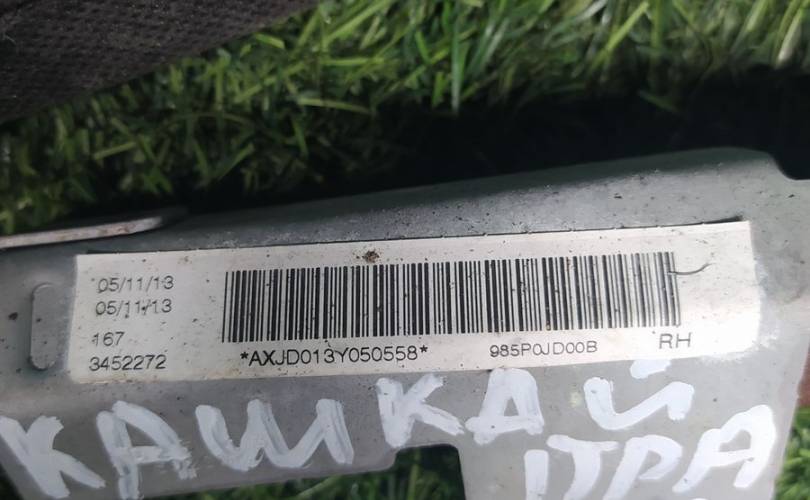 05/11/13
05/11/13
167
3452272
*AXJD013Y050558*
985P0JD00B
RH
КАШКАЙ
ПРА